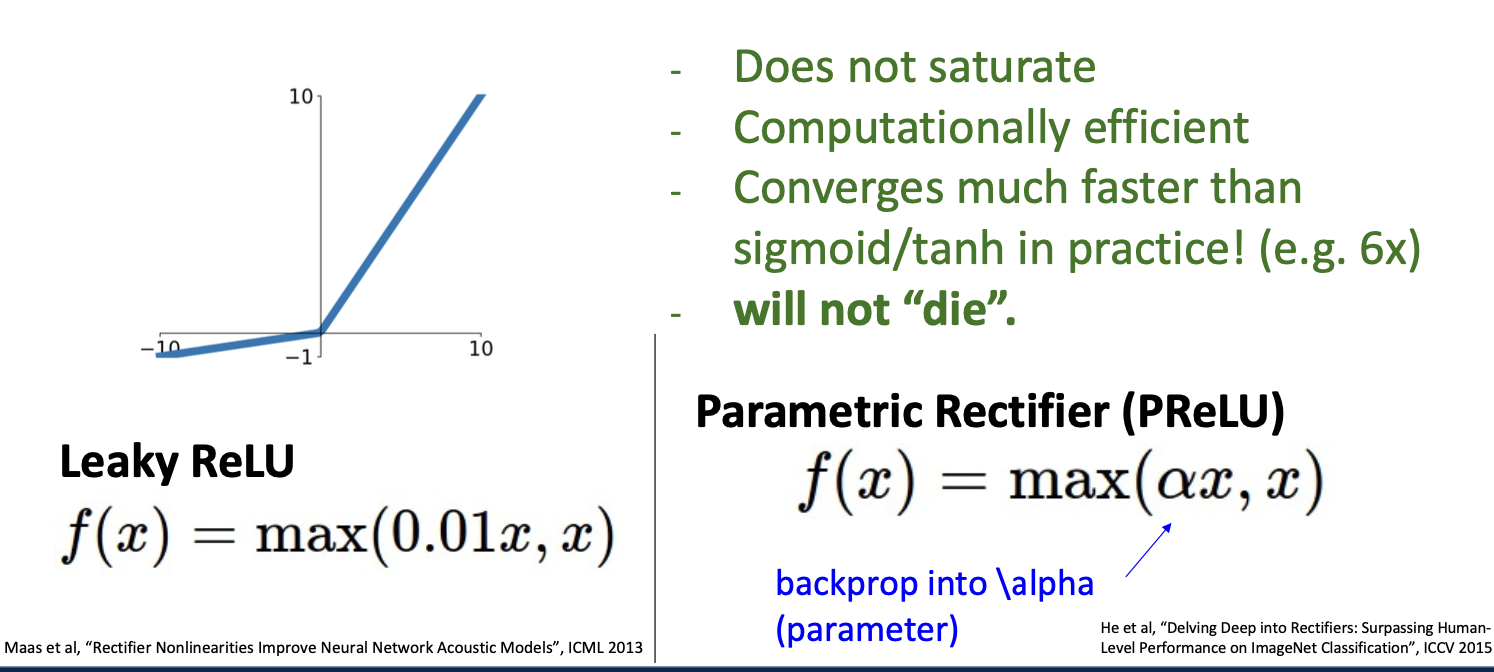 10
−10
−1
10
Leaky ReLU
f(x) = max(0.01x, x)
Maas et al, “Rectifier Nonlinearities Improve Neural Network Acoustic Models”, ICML 2013
- Does not saturate
- Computationally efficient
- Converges much faster than
sigmoid/tanh in practice! (e.g. 6x)
- will not “die”.
Parametric Rectifier (PReLU)
f(x) = max(αx, x)
backprop into \alpha
(parameter)
He et al, “Delving Deep into Rectifiers: Surpassing Human-
Level Performance on ImageNet Classification”, ICCV 2015